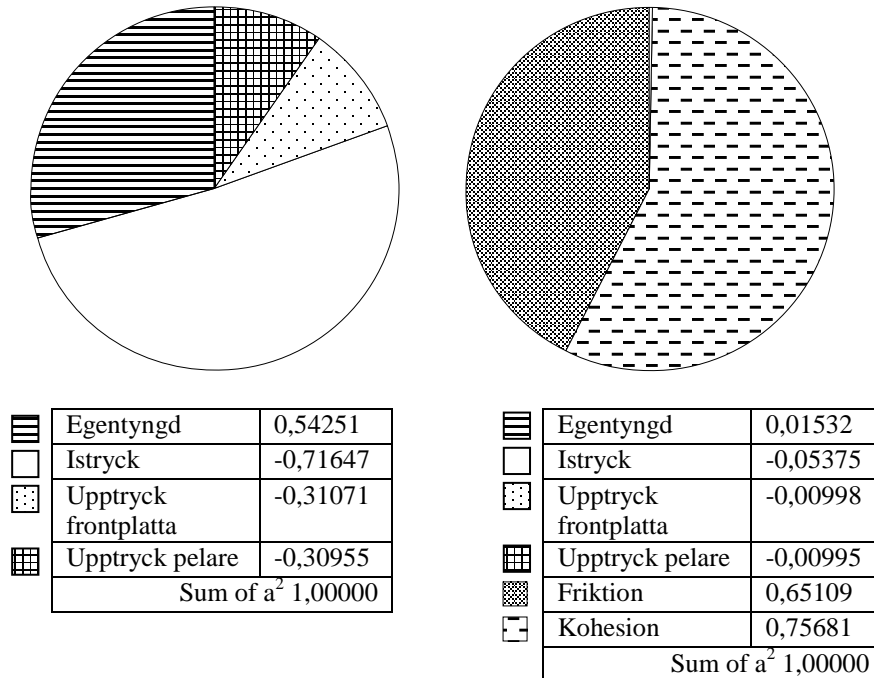 Egentyngd 0,54251
Istryck -0,71647
Upptryck -0,31071
frontplatta
Upptryck pelare -0,30955
Sum of a² 1,00000
Egentyngd 0,01532
Istryck -0,05375
Upptryck -0,00998
frontplatta
Upptryck pelare -0,00995
Friktion 0,65109
Kohesion 0,75681
Sum of a² 1,00000